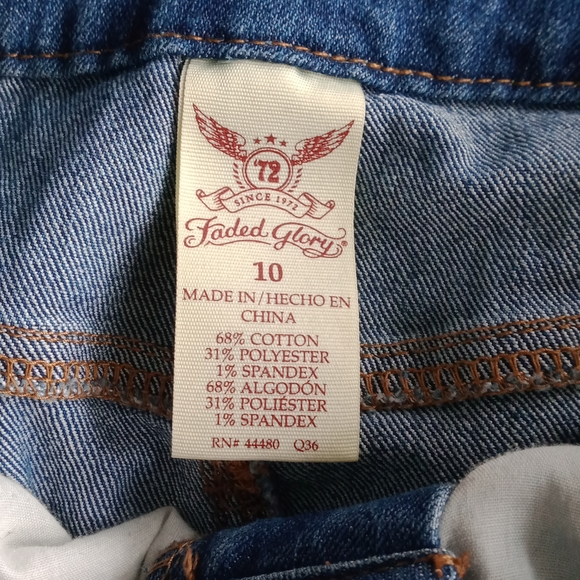 '72
SINCE 1972
Faded Glory®
10
MADE IN/HECHO EN
CHINA
68% COTTON
31% POLYESTER
1% SPANDEX
68% ALGODÓN
31% POLIÉSTER
1% SPANDEX
RN# 44480 Q36